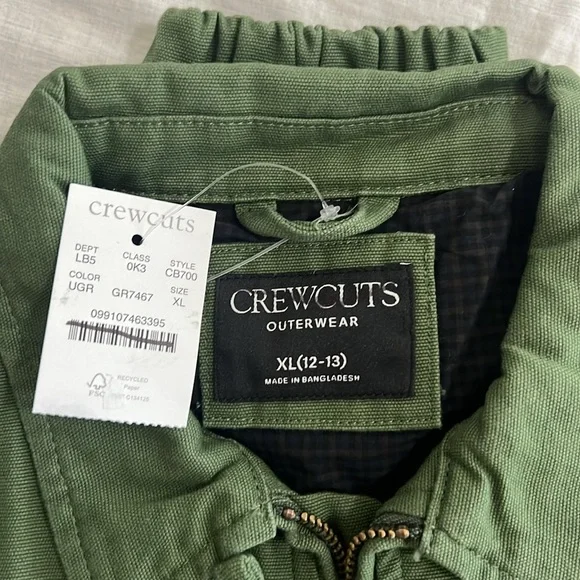 crewcuts
DEPT CLASS STYLE
LB5 0K3 CB700
COLOR SIZE
UGR GR7467 XL
099107463395
FSC
RECYCLED
Paper
CREWCUTS
OUTERWEAR
XL(12-13)
MADE IN BANGLADESH